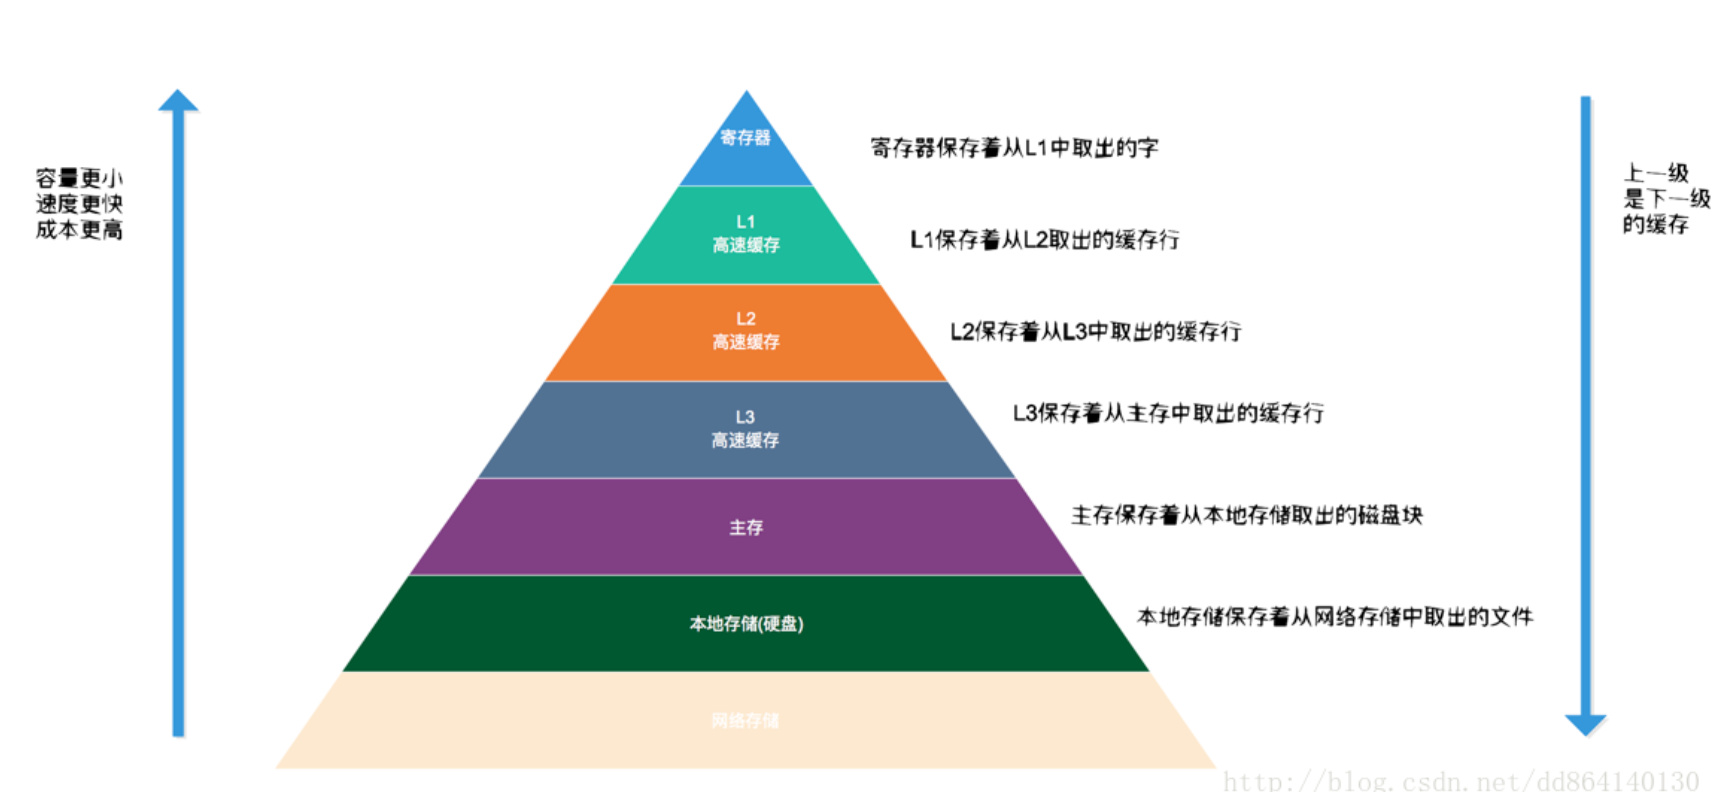 寄存器
寄存器保存着从L1中取出的字
容量更小
速度更快
成本更高
上一级
是下一级
的缓存
L1
高速缓存
L1保存着从L2取出的缓存行
L2
高速缓存
L2保存着从L3中取出的缓存行
L3
高速缓存
L3保存着从主存中取出的缓存行
主存
主存保存着从本地存储取出的磁盘块
本地存储(硬盘)
本地存储保存着从网络存储中取出的文件
网络存储
http://blog.csdn.net/dd864140130